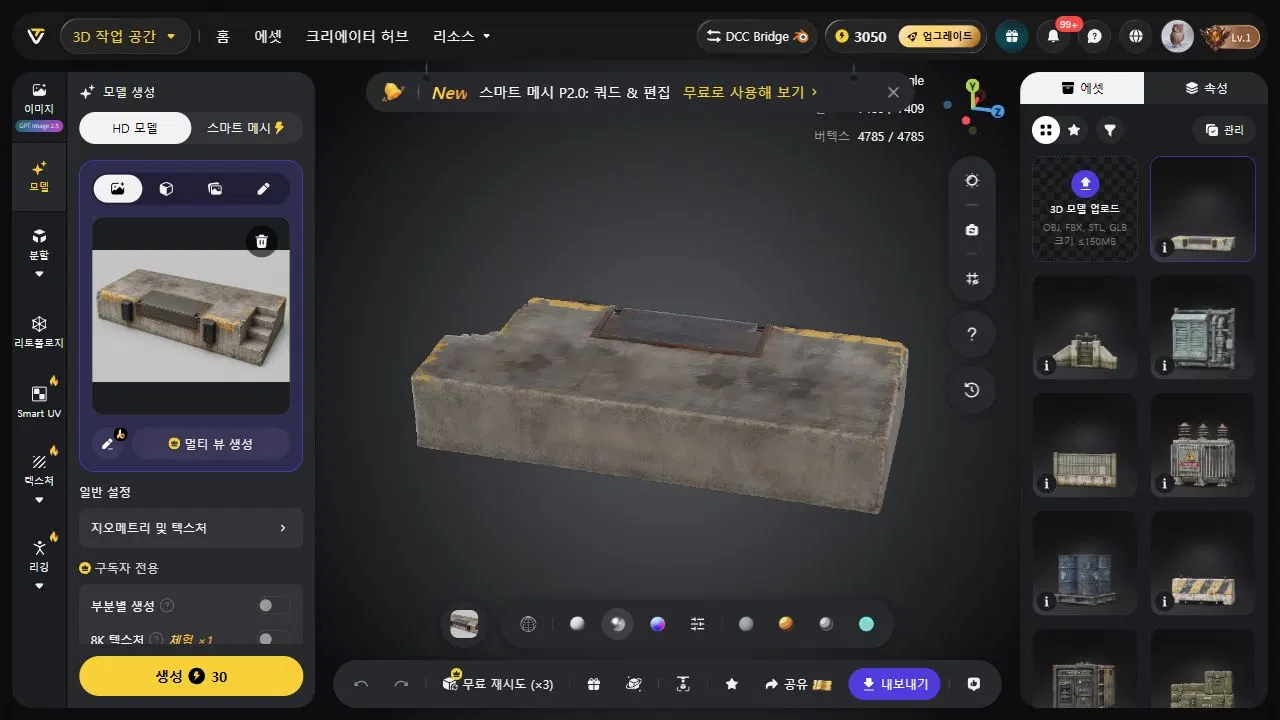 3D 작업 공간
홈
에셋
크리에이터 허브
리소스
DCC Bridge
3050
업그레이드
99+
Lv.1
이미지
GPT Image 2.5
모델
분할
리토폴로지
Smart UV
텍스처
리깅
모델 생성
HD 모델
스마트 메시
멀티 뷰 생성
일반 설정
지오메트리 및 텍스처
구독자 전용
부분별 생성
8K 텍스처 체험 ×1
생성 30
New 스마트 메시 P2.0: 쿼드 & 편집 무료로 사용해 보기
버텍스 4785 / 4785
Y
Z
?
무료 재시도 (×3)
공유
내보내기
에셋
속성
관리
3D 모델 업로드
OBJ, FBX, STL, GLB
크기 ≤150MB